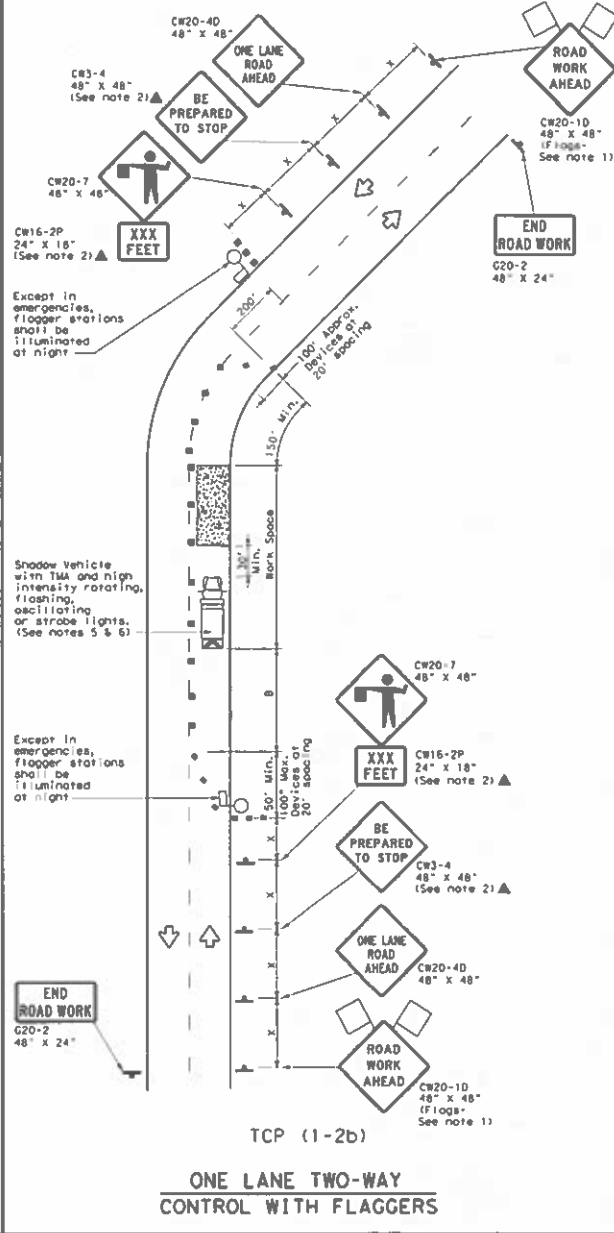 CW20-4D
48" X 48"
ONE LANE
ROAD
AHEAD
ROAD
WORK
AHEAD
CW20-1D
48" X 48"
(Flags-
See note 1)
CW3-4
48" X 48"
(See note 2)▲
BE
PREPARED
TO STOP
X
X
X
CW20-7
48" X 48"
XXX
FEET
CW16-2P
24" X 18"
(See note 2)▲
END
ROAD WORK
G20-2
48" X 24"
Except in
emergencies,
flagger stations
shall be
illuminated
at night
200'
100' Approx.
Devices at
20' spacing
150' Min.
Work Space
30'
Min.
Shadow Vehicle
with TMA and high
intensity rotating,
flashing,
oscillating
or strobe lights.
(See notes 5 & 6)
B
CW20-7
48" X 48"
XXX
FEET
CW16-2P
24" X 18"
(See note 2)▲
Except in
emergencies,
flagger stations
shall be
illuminated
at night
50' Min.
100' Max.
Devices at
20' spacing
X
X
X
BE
PREPARED
TO STOP
CW3-4
48" X 48"
(See note 2)▲
ONE LANE
ROAD
AHEAD
CW20-4D
48" X 48"
END
ROAD WORK
G20-2
48" X 24"
ROAD
WORK
AHEAD
CW20-1D
48" X 48"
(Flags-
See note 1)
TCP (1-2b)
ONE LANE TWO-WAY
CONTROL WITH FLAGGERS